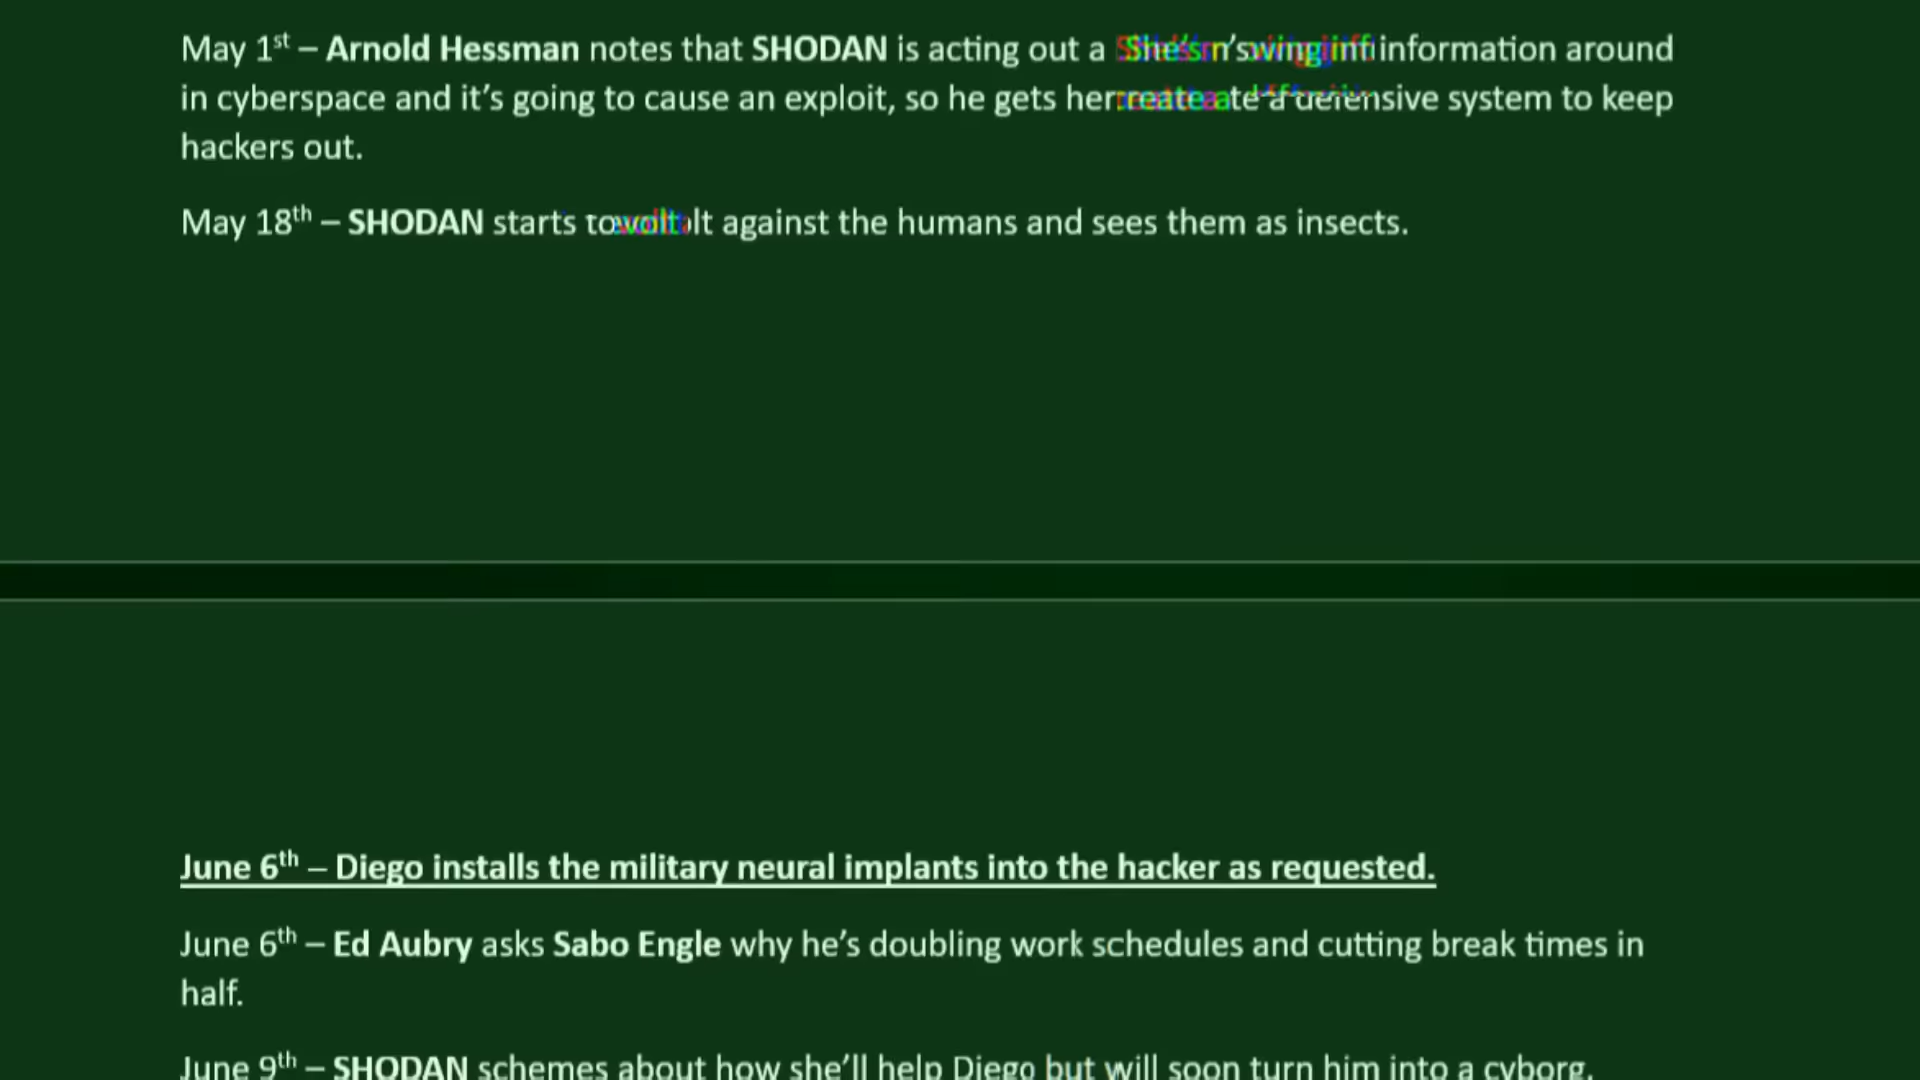 May 1st – Arnold Hessman notes that SHODAN is acting out a information around
in cyberspace and it's going to cause an exploit, so he gets her defensive system to keep
hackers out.
May 18th – SHODAN starts to against the humans and sees them as insects.
June 6th – Diego installs the military neural implants into the hacker as requested.
June 6th – Ed Aubry asks Sabo Engle why he's doubling work schedules and cutting break times in
half.
June 9th – SHODAN schemes about how she'll help Diego but will soon turn him into a cyborg.